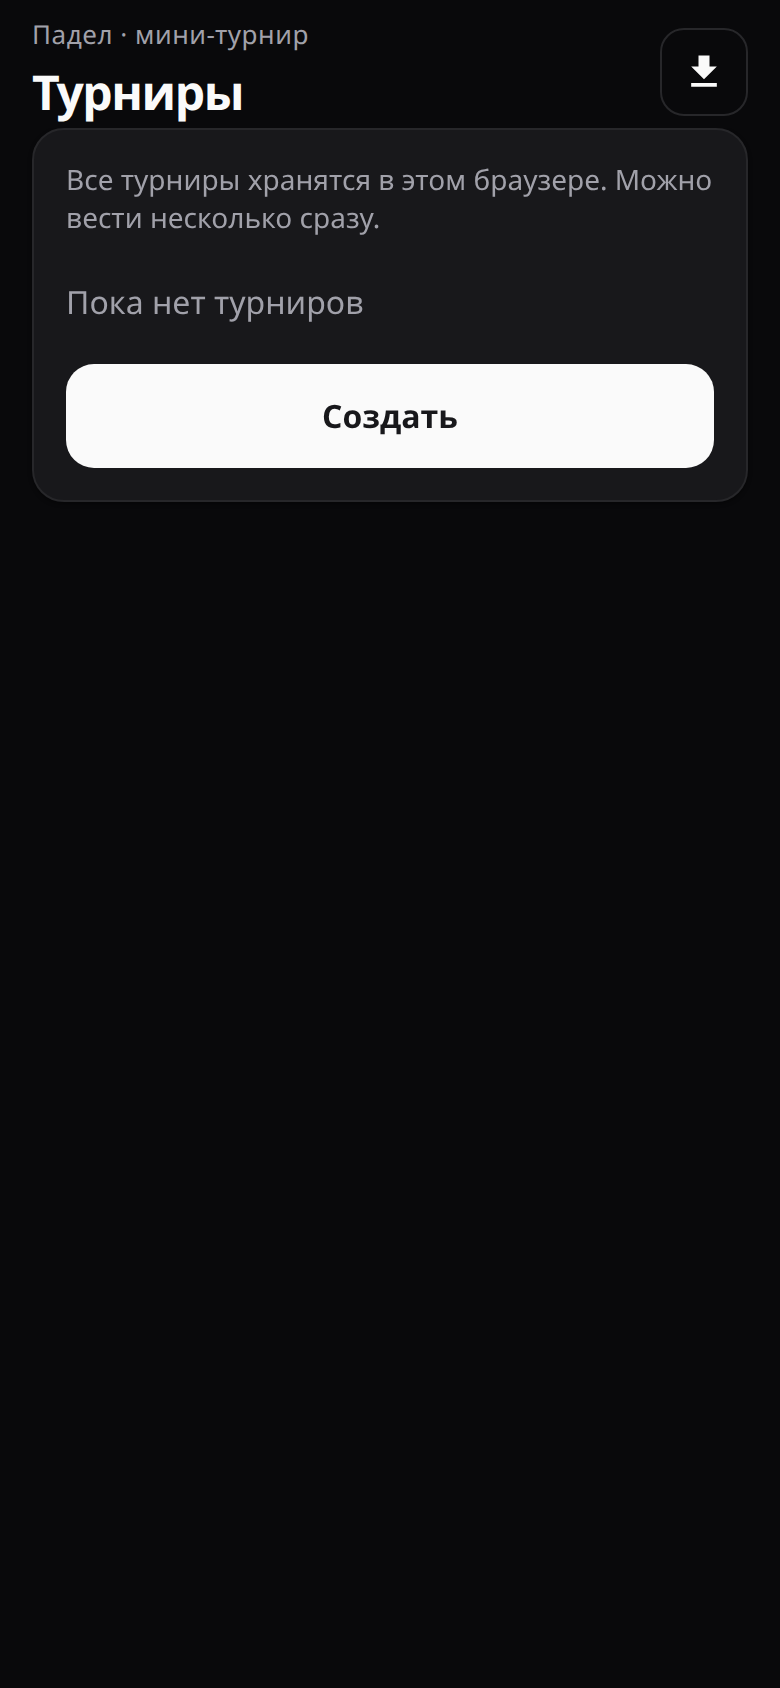 Падел · мини-турнир
Турниры
Все турниры хранятся в этом браузере. Можно
вести несколько сразу.
Пока нет турниров
Создать